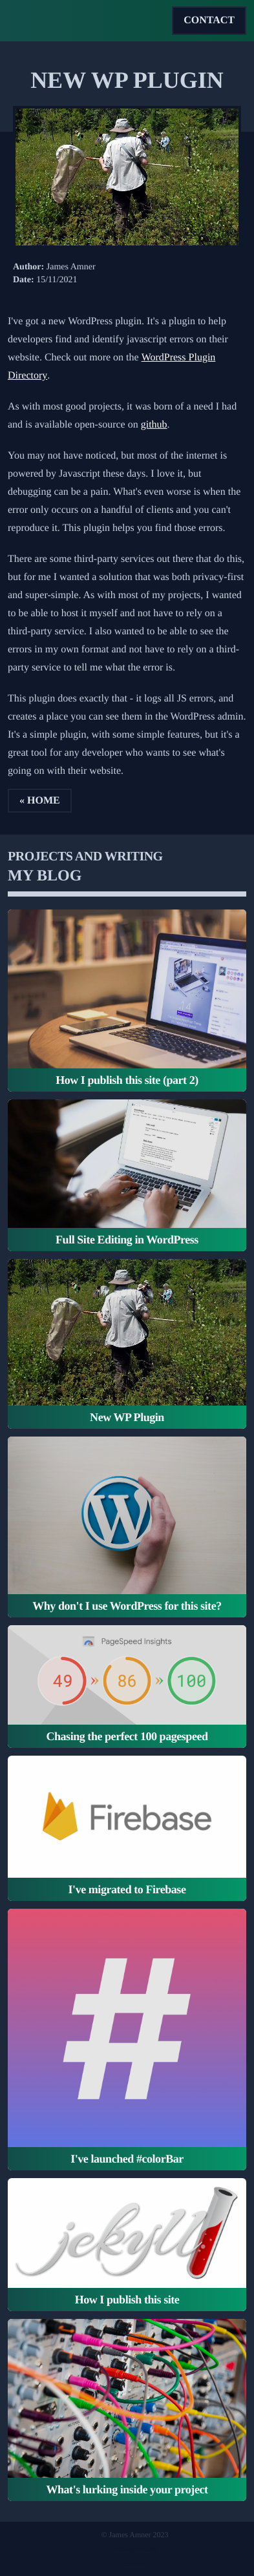 CONTACT
NEW WP PLUGIN
Author: James Amner
Date: 15/11/2021
I've got a new WordPress plugin. It's a plugin to help
developers find and identify javascript errors on their
website. Check out more on the WordPress Plugin
Directory.
As with most good projects, it was born of a need I had
and is available open-source on github.
You may not have noticed, but most of the internet is
powered by Javascript these days. I love it, but
debugging can be a pain. What's even worse is when the
error only occurs on a handful of clients and you can't
reproduce it. This plugin helps you find those errors.
There are some third-party services out there that do this,
but for me I wanted a solution that was both privacy-first
and super-simple. As with most of my projects, I wanted
to be able to host it myself and not have to rely on a
third-party service. I also wanted to be able to see the
errors in my own format and not have to rely on a third-
party service to tell me what the error is.
This plugin does exactly that - it logs all JS errors, and
creates a place you can see them in the WordPress admin.
It's a simple plugin, with some simple features, but it's a
great tool for any developer who wants to see what's
going on with their website.
« HOME
PROJECTS AND WRITING
MY BLOG
How I publish this site (part 2)
Full Site Editing in WordPress
New WP Plugin
Why don't I use WordPress for this site?
PageSpeed Insights
49 » 86 » 100
Chasing the perfect 100 pagespeed
Firebase
I've migrated to Firebase
#
I've launched #colorBar
jekyll
How I publish this site
What's lurking inside your project
© James Amner 2021